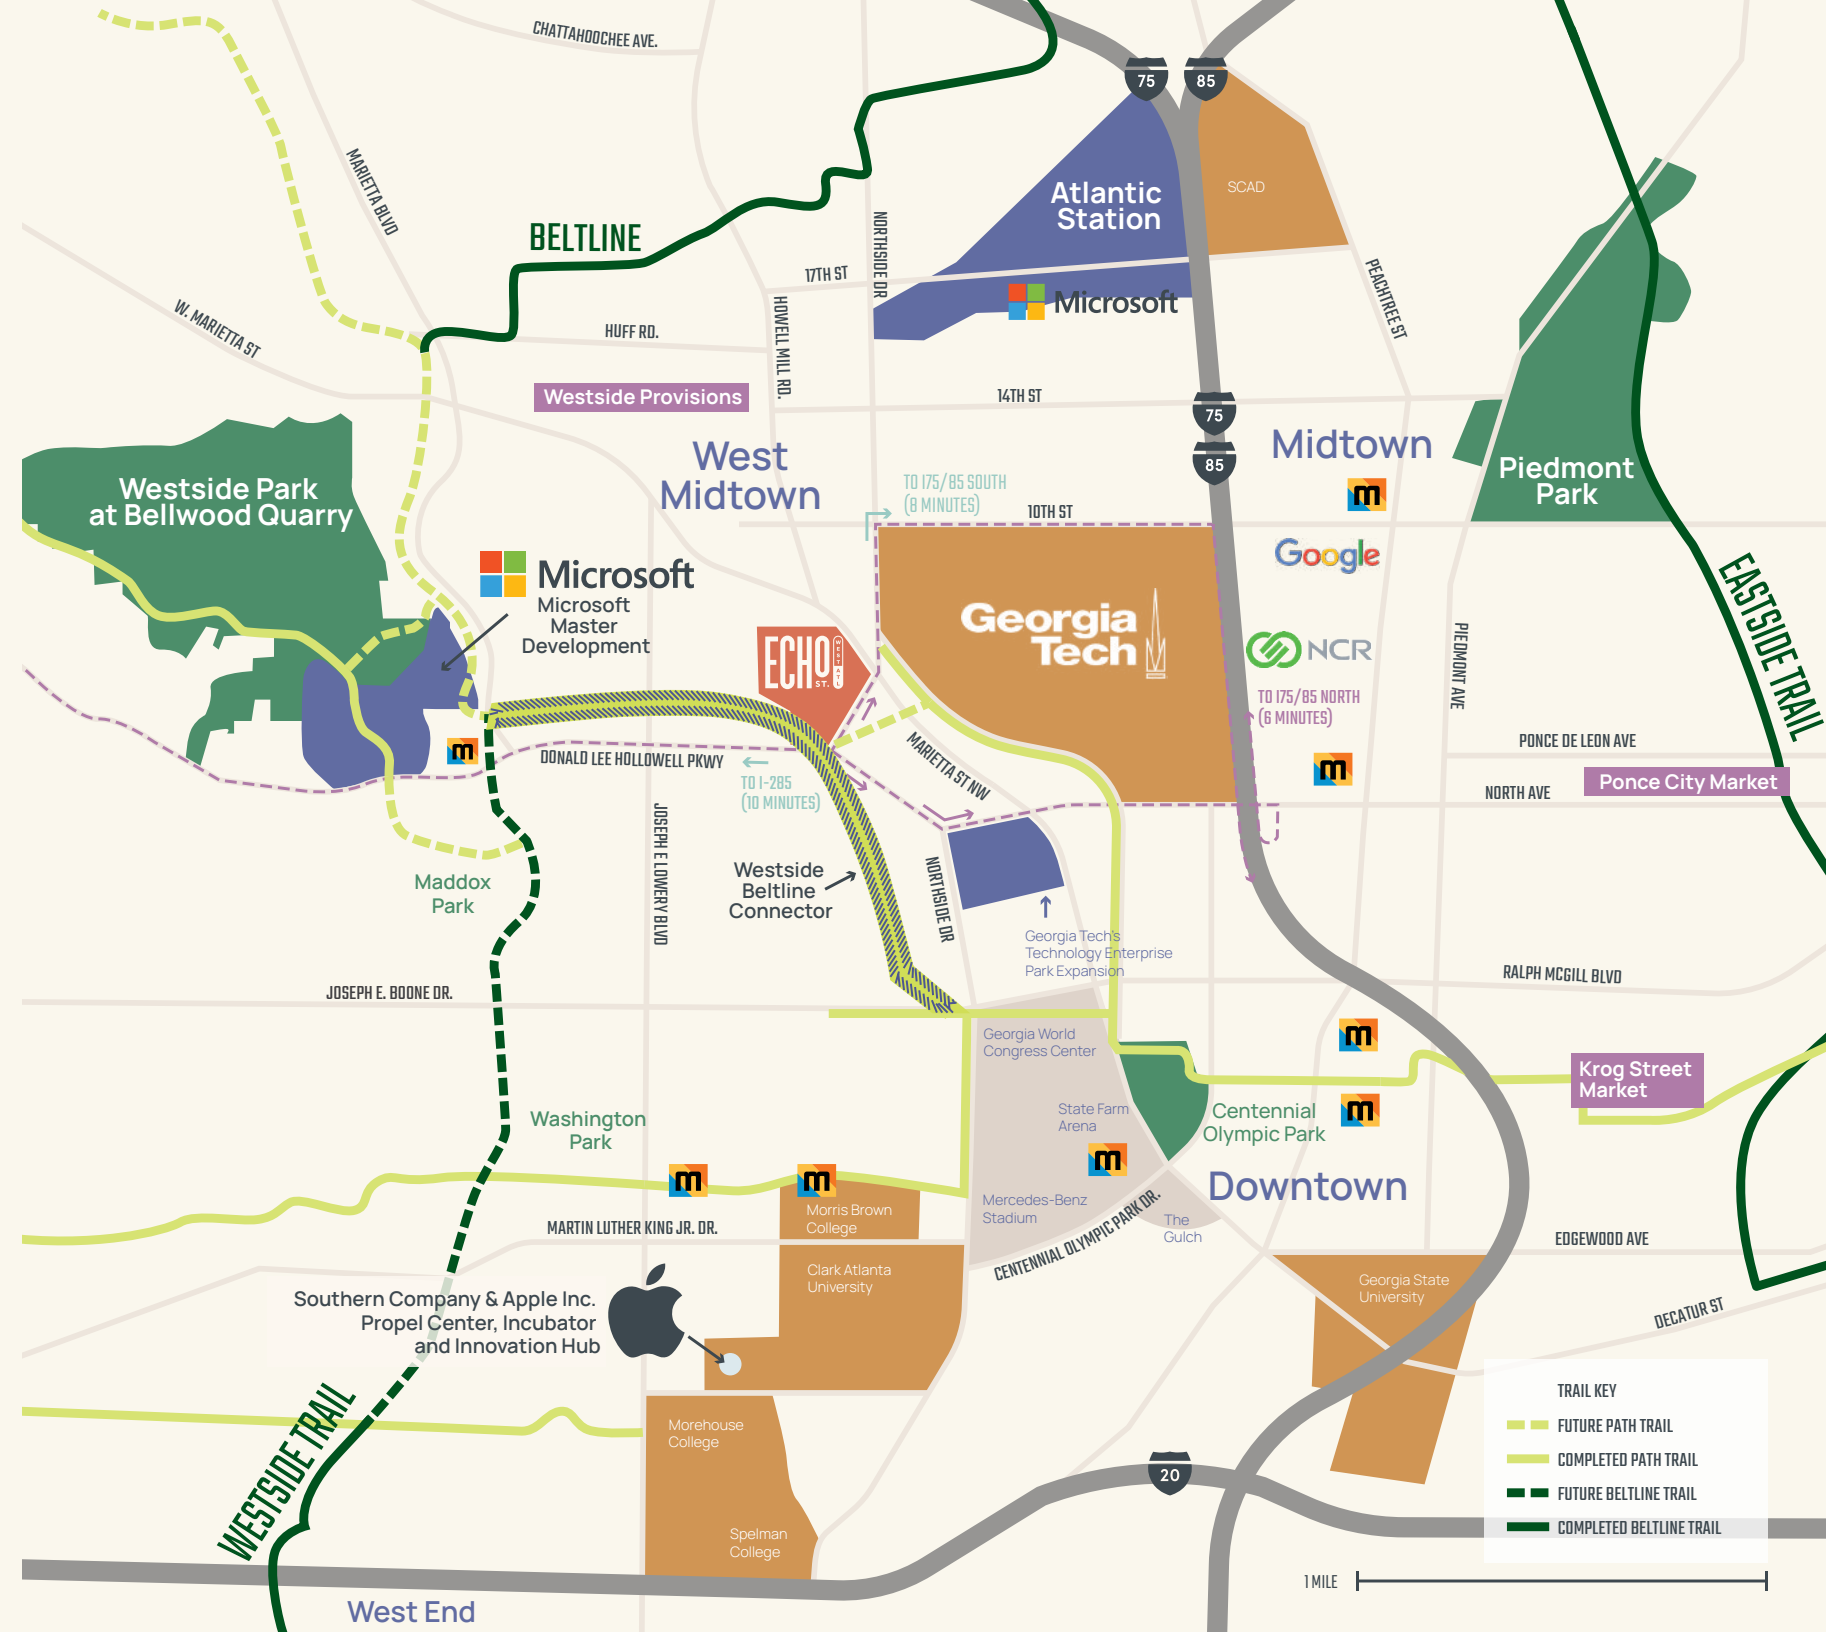 CHATTAHOOCHEE AVE.
75
85
MARIETTA BLVD
Atlantic
Station
SCAD
BELTLINE
NORTHSIDE DR
17TH ST
PEACHTREE ST
W. MARIETTA ST
HUFF RD.
HOWELL MILL RD.
Microsoft
Westside Provisions
14TH ST
75
85
West
Midtown
Midtown
Piedmont
Park
Westside Park
at Bellwood Quarry
TO I75/85 SOUTH
(8 MINUTES)
10TH ST
m
Google
EASTSIDE TRAIL
Microsoft
Microsoft
Master
Development
ECHO
ST.
WEST ATL
Georgia
Tech
NCR
PIEDMONT AVE
TO I75/85 NORTH
(6 MINUTES)
m
DONALD LEE HOLLOWELL PKWY
TO I-285
(10 MINUTES)
MARIETTA ST NW
m
PONCE DE LEON AVE
Ponce City Market
NORTH AVE
JOSEPH E LOWERY BLVD
Maddox
Park
Westside
Beltline
Connector
NORTHSIDE DR
Georgia Tech's
Technology Enterprise
Park Expansion
RALPH MCGILL BLVD
JOSEPH E. BOONE DR.
Georgia World
Congress Center
m
Krog Street
Market
State Farm
Arena
Centennial
Olympic Park
m
Washington
Park
m
m
m
Downtown
Mercedes-Benz
Stadium
The
Gulch
CENTENNIAL OLYMPIC PARK DR.
Morris Brown
College
MARTIN LUTHER KING JR. DR.
EDGEWOOD AVE
Clark Atlanta
University
Georgia State
University
DECATUR ST
Southern Company & Apple Inc.
Propel Center, Incubator
and Innovation Hub
WESTSIDE TRAIL
Morehouse
College
Spelman
College
20
TRAIL KEY
FUTURE PATH TRAIL
COMPLETED PATH TRAIL
FUTURE BELTLINE TRAIL
COMPLETED BELTLINE TRAIL
1 MILE
West End